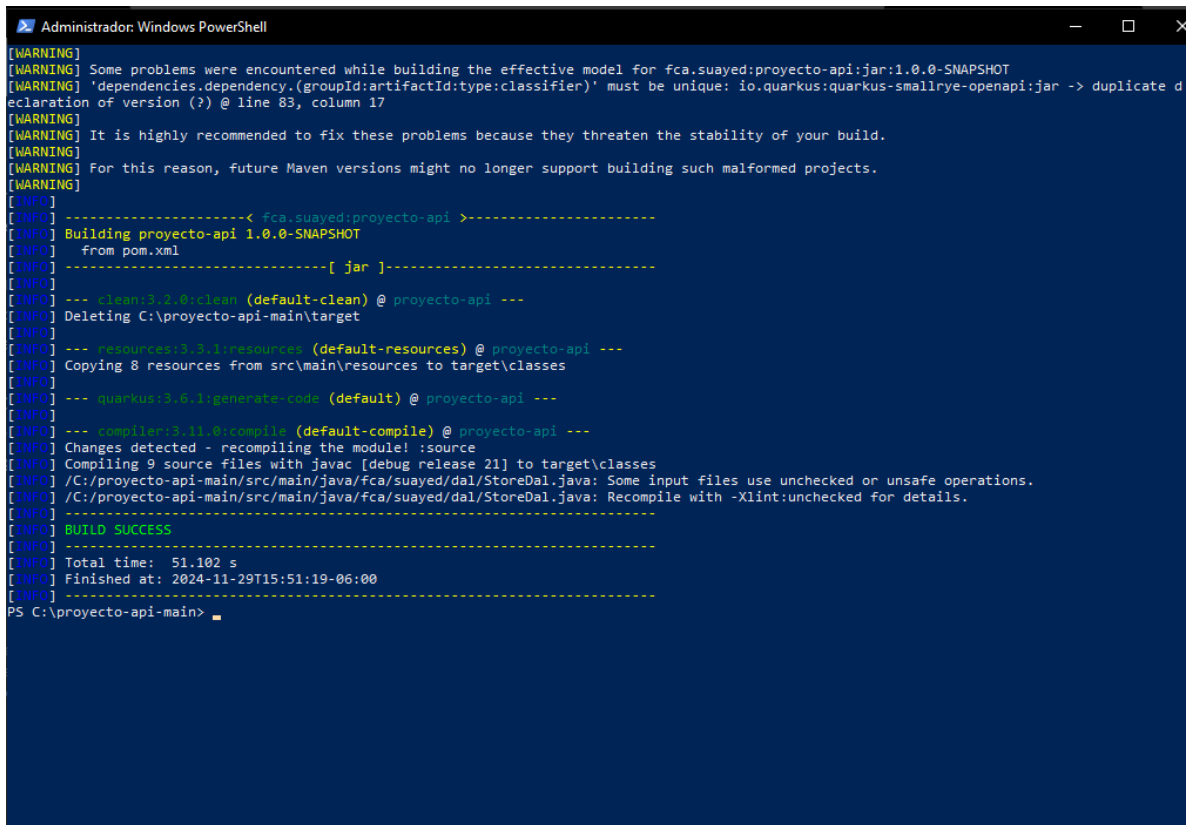 Administrador: Windows PowerShell
[WARNING]
[WARNING] Some problems were encountered while building the effective model for fca.suayed:proyecto-api:jar:1.0.0-SNAPSHOT
[WARNING] 'dependencies.dependency.(groupId:artifactId:type:classifier)' must be unique: io.quarkus:quarkus-smallrye-openapi:jar -> duplicate d
eclaration of version (?) @ line 83, column 17
[WARNING]
[WARNING] It is highly recommended to fix these problems because they threaten the stability of your build.
[WARNING]
[WARNING] For this reason, future Maven versions might no longer support building such malformed projects.
[WARNING]
[INFO]
[INFO] ----------------------< fca.suayed:proyecto-api >-----------------------
[INFO] Building proyecto-api 1.0.0-SNAPSHOT
[INFO]   from pom.xml
[INFO] --------------------------------[ jar ]---------------------------------
[INFO]
[INFO] --- clean:3.2.0:clean (default-clean) @ proyecto-api ---
[INFO] Deleting C:\proyecto-api-main\target
[INFO]
[INFO] --- resources:3.3.1:resources (default-resources) @ proyecto-api ---
[INFO] Copying 8 resources from src\main\resources to target\classes
[INFO]
[INFO] --- quarkus:3.6.1:generate-code (default) @ proyecto-api ---
[INFO]
[INFO] --- compiler:3.11.0:compile (default-compile) @ proyecto-api ---
[INFO] Changes detected - recompiling the module! :source
[INFO] Compiling 9 source files with javac [debug release 21] to target\classes
[INFO] /C:/proyecto-api-main/src/main/java/fca/suayed/dal/StoreDal.java: Some input files use unchecked or unsafe operations.
[INFO] /C:/proyecto-api-main/src/main/java/fca/suayed/dal/StoreDal.java: Recompile with -Xlint:unchecked for details.
[INFO] ------------------------------------------------------------------------
[INFO] BUILD SUCCESS
[INFO] ------------------------------------------------------------------------
[INFO] Total time:  51.102 s
[INFO] Finished at: 2024-11-29T15:51:19-06:00
[INFO] ------------------------------------------------------------------------
PS C:\proyecto-api-main>